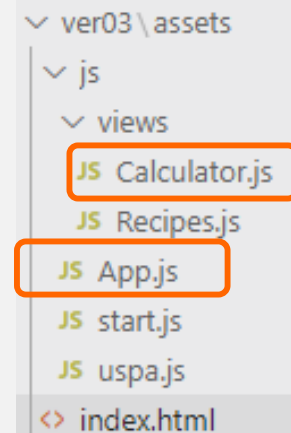 ver03\assets
js
views
JS Calculator.js
JS Recipes.js
JS App.js
JS start.js
JS uspa.js
<> index.html